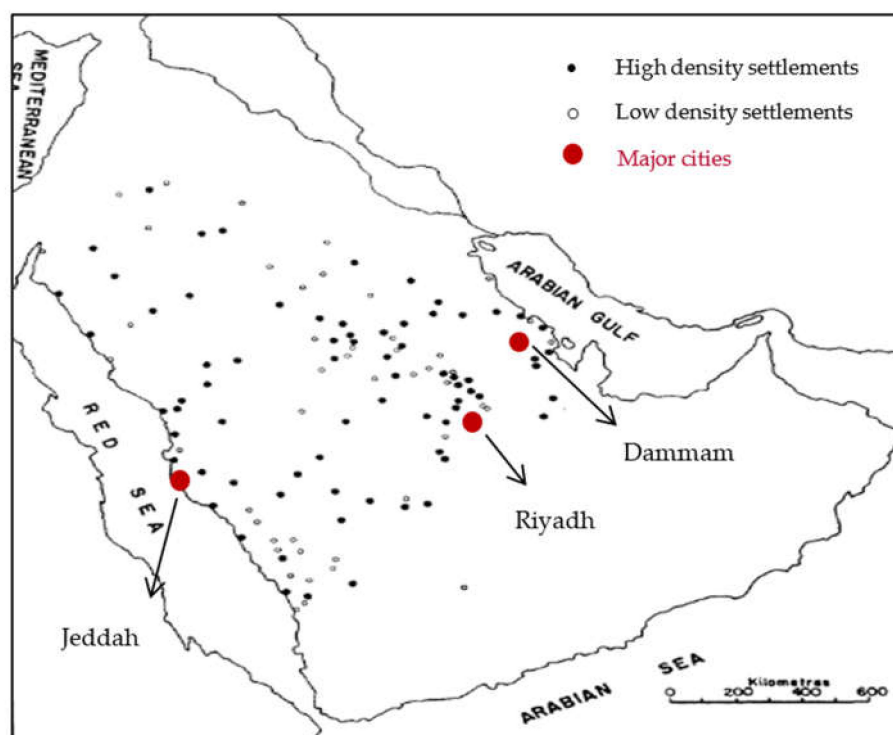 MEDITERRANEAN
SEA
High density settlements
Low density settlements
Major cities
ARABIAN GULF
RED SEA
Dammam
Riyadh
Jeddah
ARABIAN SEA
Kilometres
0 200 400 600